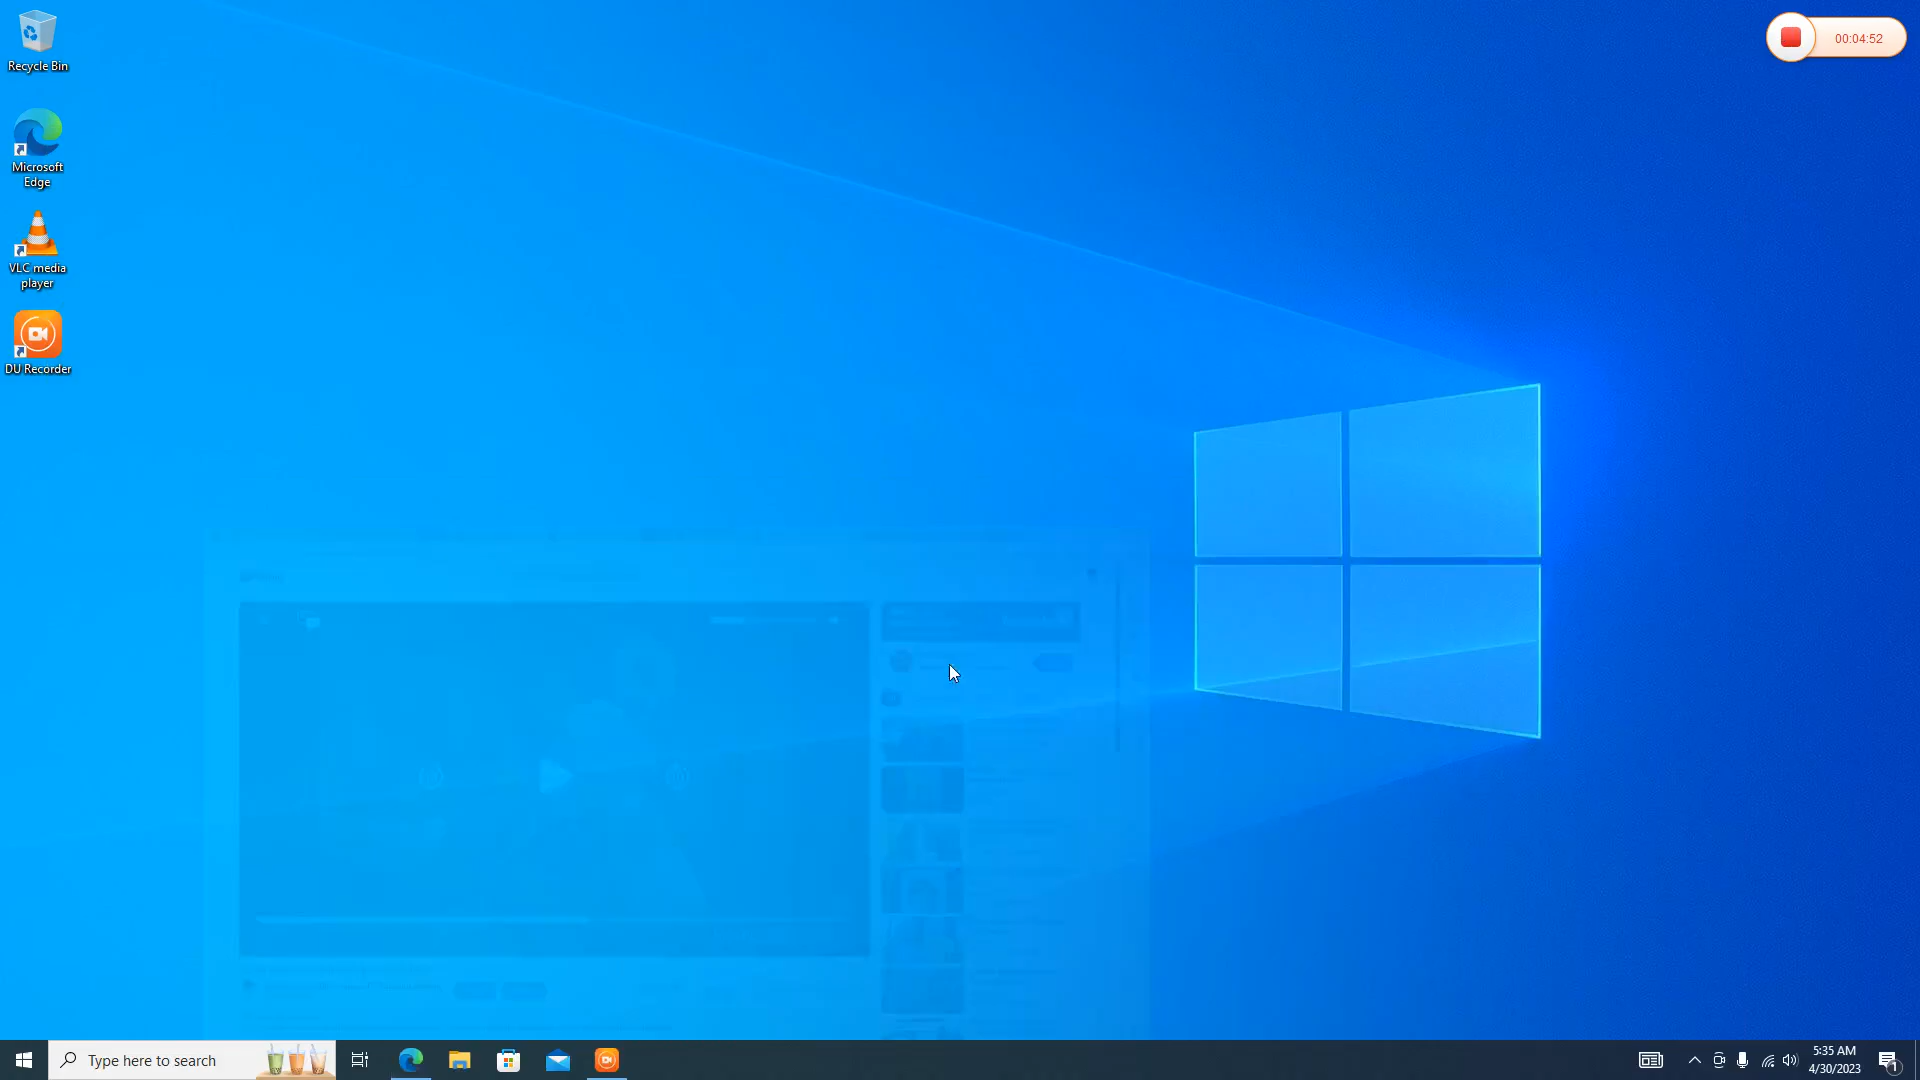 Recycle Bin
00:04:52
Microsoft
Edge
VLC media
player
DU Recorder
Type here to search
5:35 AM
4/30/2023
1